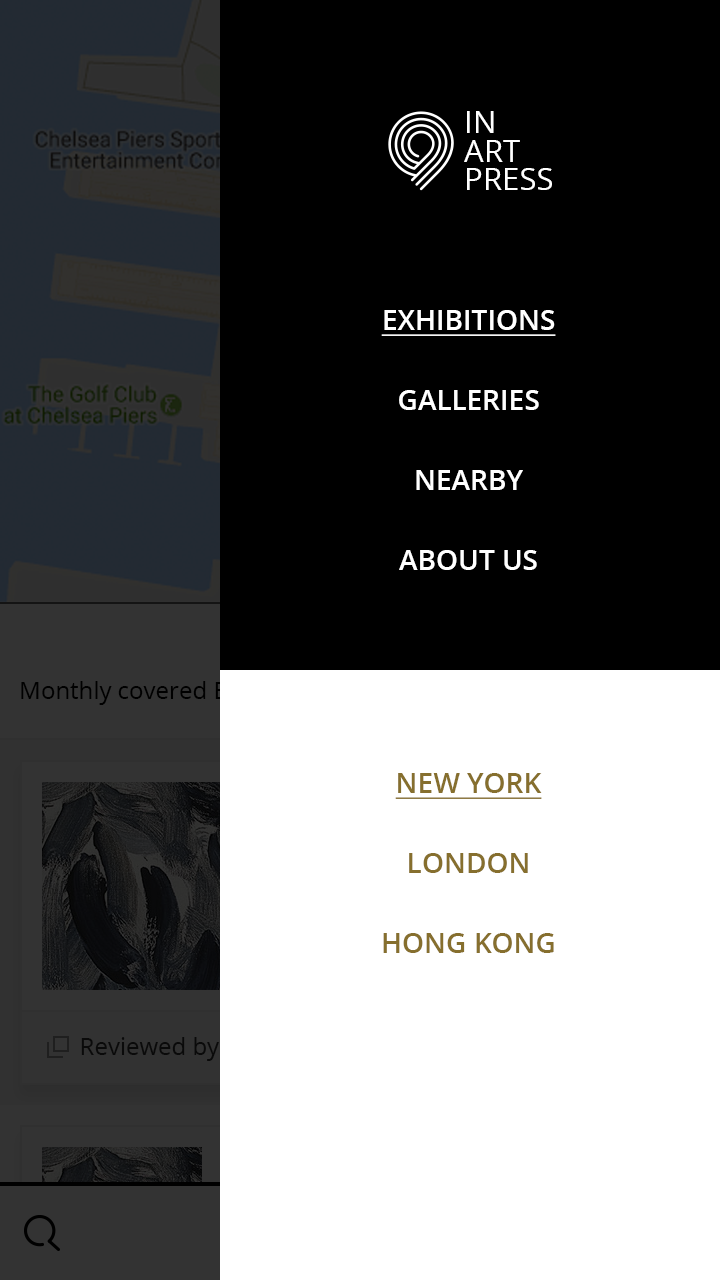 Chelsea Piers Sport
Entertainment
The Golf Club
at Chelsea Piers
Monthly covered
Reviewed by
IN
ART
PRESS
EXHIBITIONS
GALLERIES
NEARBY
ABOUT US
NEW YORK
LONDON
HONG KONG